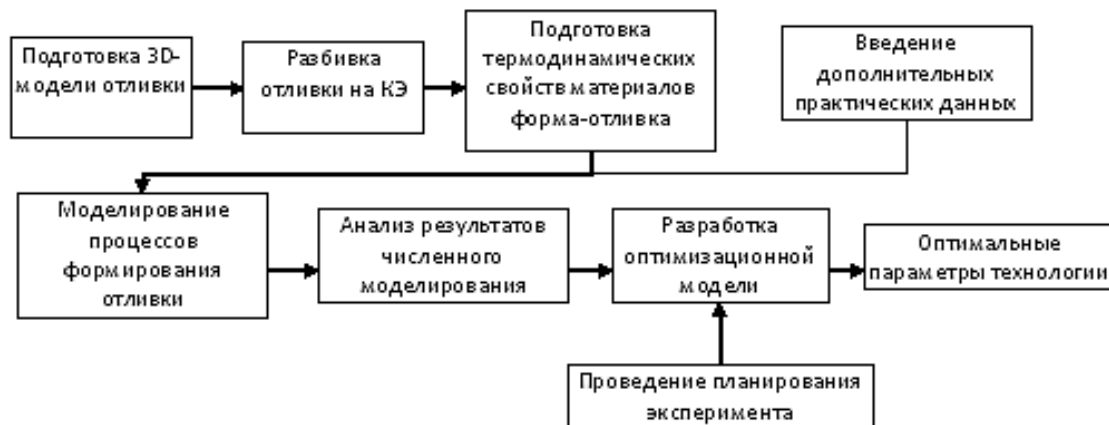 Подготовка 3D-
модели отливки
Разбивка
отливки на КЭ
Подготовка
термодинамических
свойств материалов
форма-отливка
Введение
дополнительных
практических данных
Моделирование
процессов
формирования
отливки
Анализ результатов
численного
моделирования
Разработка
оптимизационной
модели
Оптимальные
параметры технологии
Проведение планирования
эксперимента